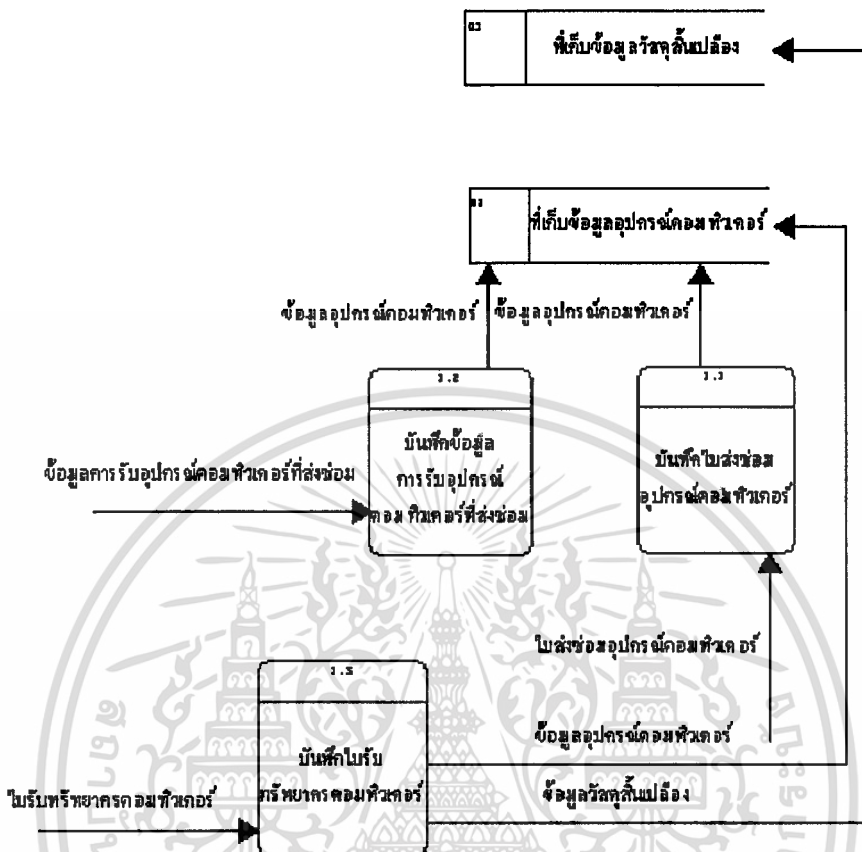 ที่เก็บข้อมูลวัสดุสิ้นเปลือง
ที่เก็บข้อมูลอุปกรณ์คอมพิวเตอร์
ข้อมูลอุปกรณ์คอมพิวเตอร์
ข้อมูลอุปกรณ์คอมพิวเตอร์
บันทึกข้อมูล
การรับอุปกรณ์
คอมพิวเตอร์ที่ส่งซ่อม
บันทึกใบส่งซ่อม
อุปกรณ์คอมพิวเตอร์
ข้อมูลการรับอุปกรณ์คอมพิวเตอร์ที่ส่งซ่อม
ใบส่งซ่อมอุปกรณ์คอมพิวเตอร์
บันทึกใบรับ
ทรัพยากรคอมพิวเตอร์
ข้อมูลอุปกรณ์คอมพิวเตอร์
ข้อมูลวัสดุสิ้นเปลือง
ใบรับทรัพยากรคอมพิวเตอร์